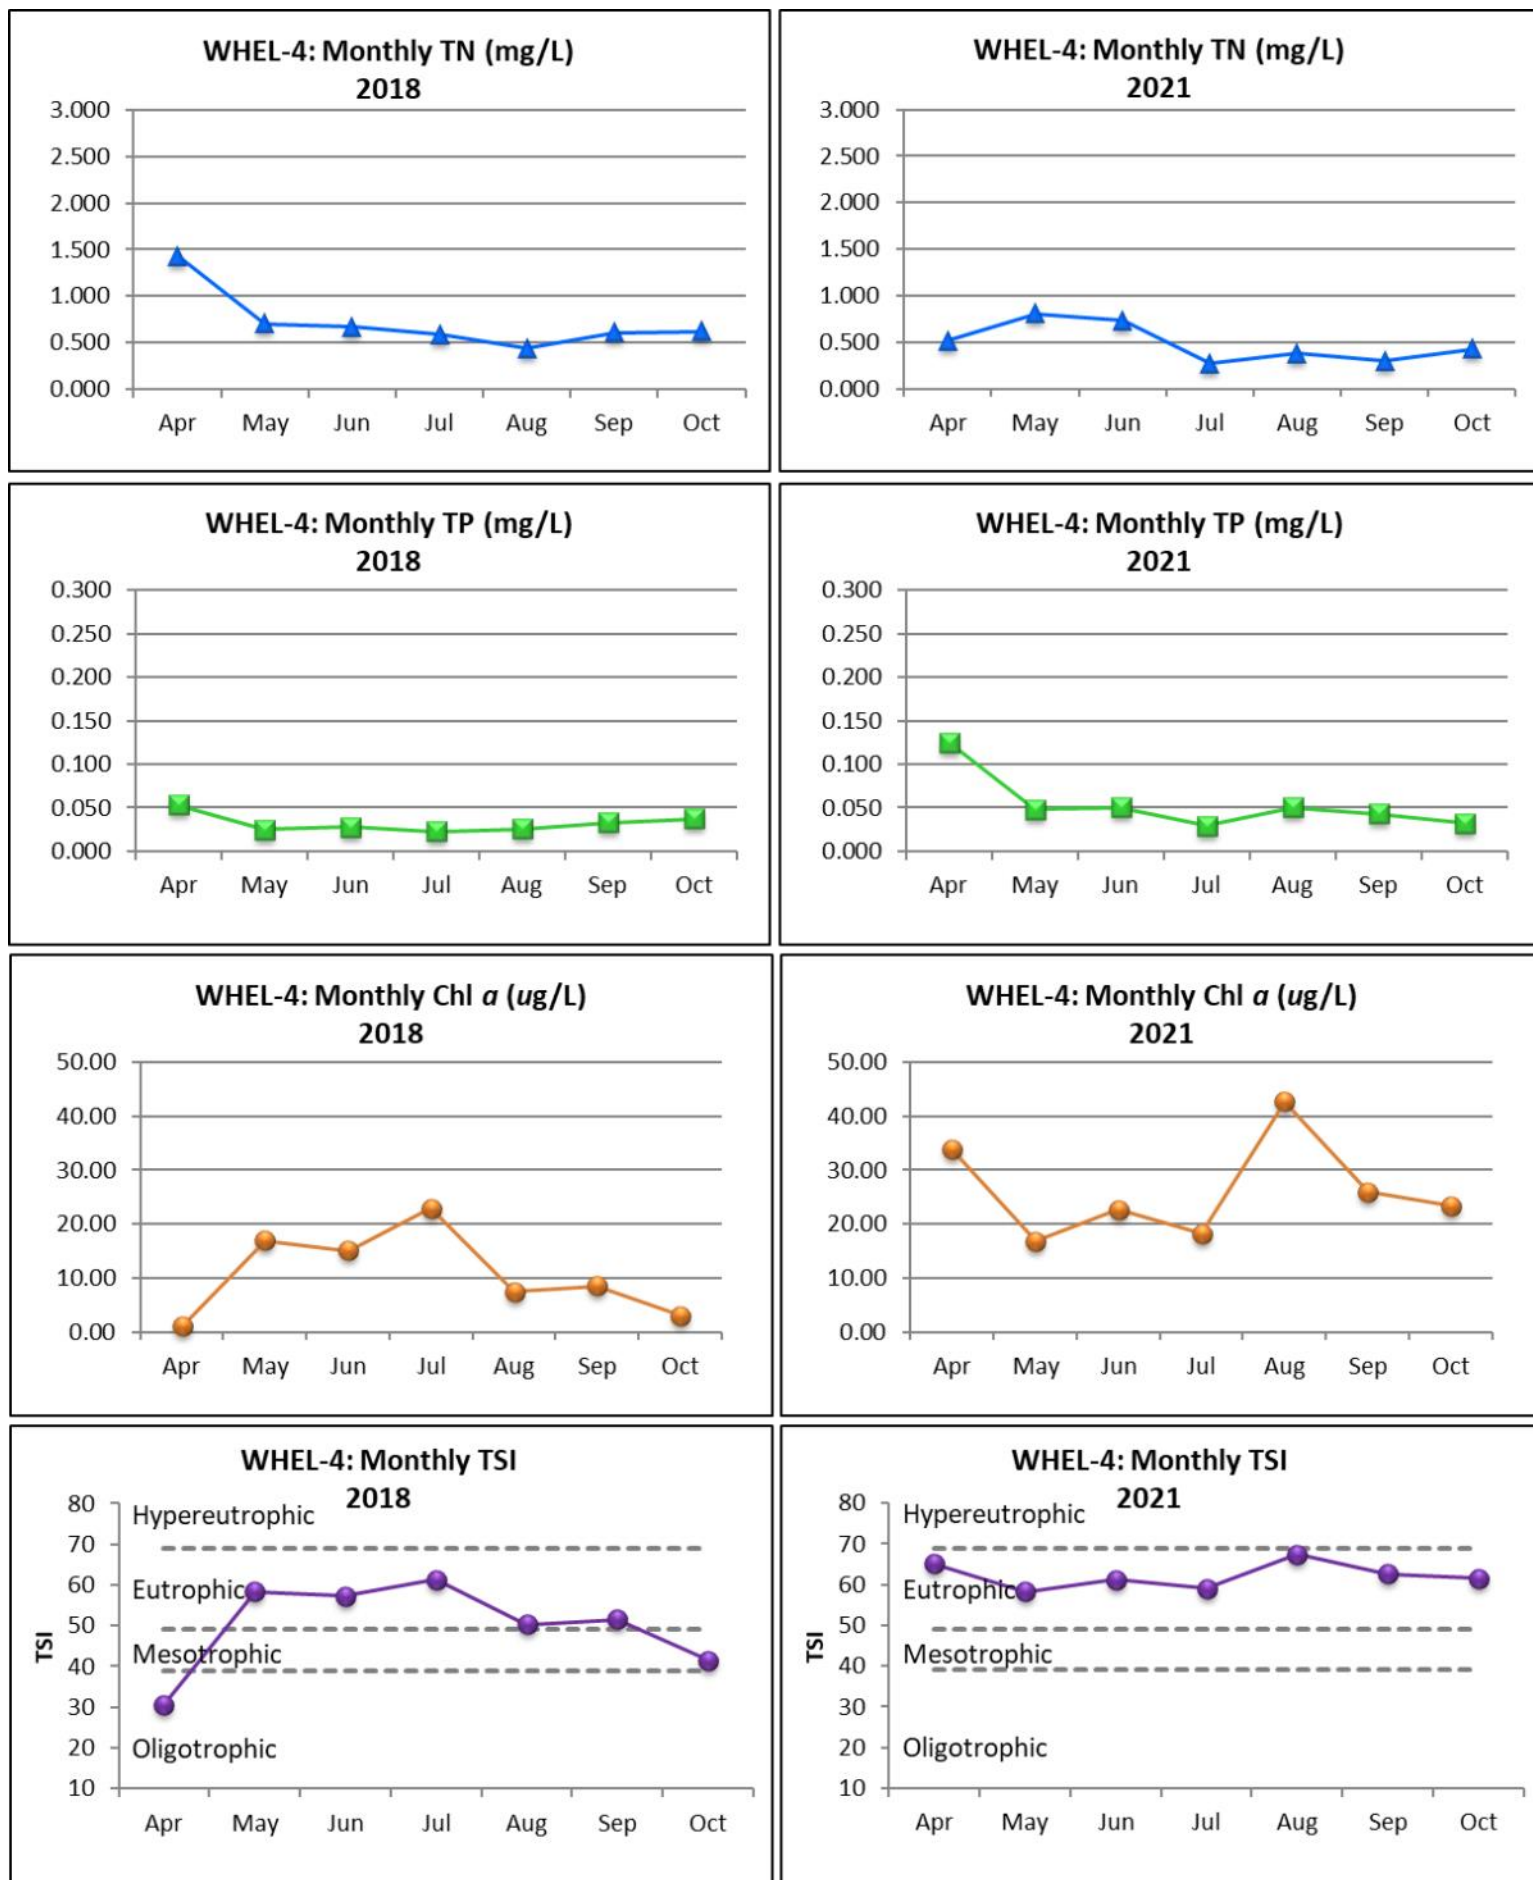 WHEL-4: Monthly TN (mg/L)
2018
3.000
2.500
2.000
1.500
1.000
0.500
0.000
Apr May Jun Jul Aug Sep Oct
WHEL-4: Monthly TN (mg/L)
2021
3.000
2.500
2.000
1.500
1.000
0.500
0.000
Apr May Jun Jul Aug Sep Oct
WHEL-4: Monthly TP (mg/L)
2018
0.300
0.250
0.200
0.150
0.100
0.050
0.000
Apr May Jun Jul Aug Sep Oct
WHEL-4: Monthly TP (mg/L)
2021
0.300
0.250
0.200
0.150
0.100
0.050
0.000
Apr May Jun Jul Aug Sep Oct
WHEL-4: Monthly Chl a (ug/L)
2018
50.00
40.00
30.00
20.00
10.00
0.00
Apr May Jun Jul Aug Sep Oct
WHEL-4: Monthly Chl a (ug/L)
2021
50.00
40.00
30.00
20.00
10.00
0.00
Apr May Jun Jul Aug Sep Oct
WHEL-4: Monthly TSI
2018
TSI
80
70
60
50
40
30
20
10
Hypereutrophic
Eutrophic
Mesotrophic
Oligotrophic
Apr May Jun Jul Aug Sep Oct
WHEL-4: Monthly TSI
2021
TSI
80
70
60
50
40
30
20
10
Hypereutrophic
Eutrophic
Mesotrophic
Oligotrophic
Apr May Jun Jul Aug Sep Oct